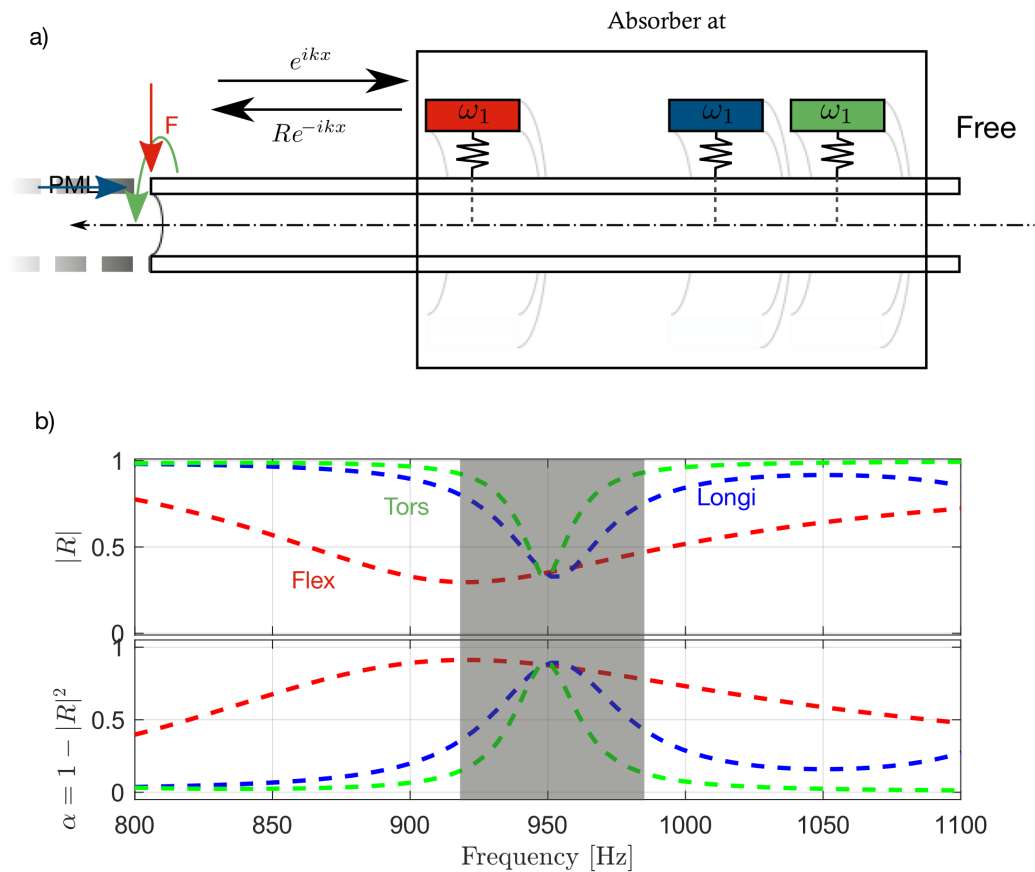 a)
Absorber at
e^{ikx}
Re^{-ikx}
F
ω₁
ω₁
ω₁
Free
PML
b)
|R|
1
0.5
0
Tors
Longi
Flex
α = 1 − |R|²
1
0.5
0
800
850
900
950
1000
1050
1100
Frequency [Hz]